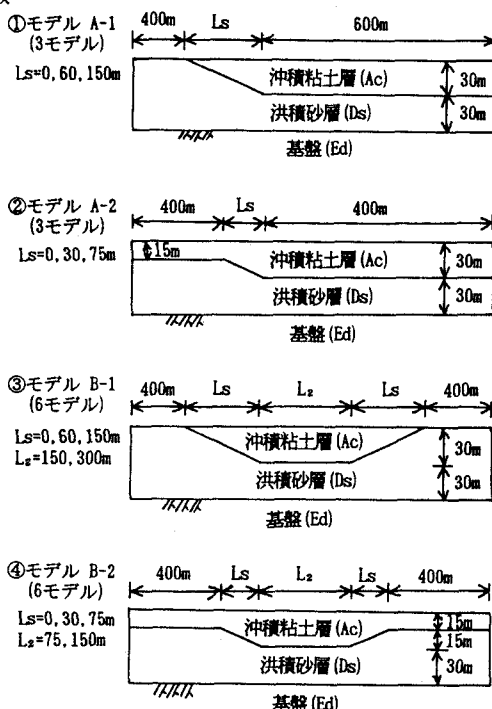 ①モデル A-1
(3モデル)
Ls=0,60,150m
400m Ls 600m
沖積粘土層(Ac) 30m
洪積砂層(Ds) 30m
基盤(Ed)
②モデル A-2
(3モデル)
Ls=0,30,75m
400m Ls 400m
15m
沖積粘土層(Ac) 30m
洪積砂層(Ds) 30m
基盤(Ed)
③モデル B-1
(6モデル)
Ls=0,60,150m
L₂=150,300m
400m Ls L₂ Ls 400m
沖積粘土層(Ac) 30m
洪積砂層(Ds) 30m
基盤(Ed)
④モデル B-2
(6モデル)
Ls=0,30,75m
L₂=75,150m
400m Ls L₂ Ls 400m
沖積粘土層(Ac) 15m
15m
洪積砂層(Ds) 30m
基盤(Ed)